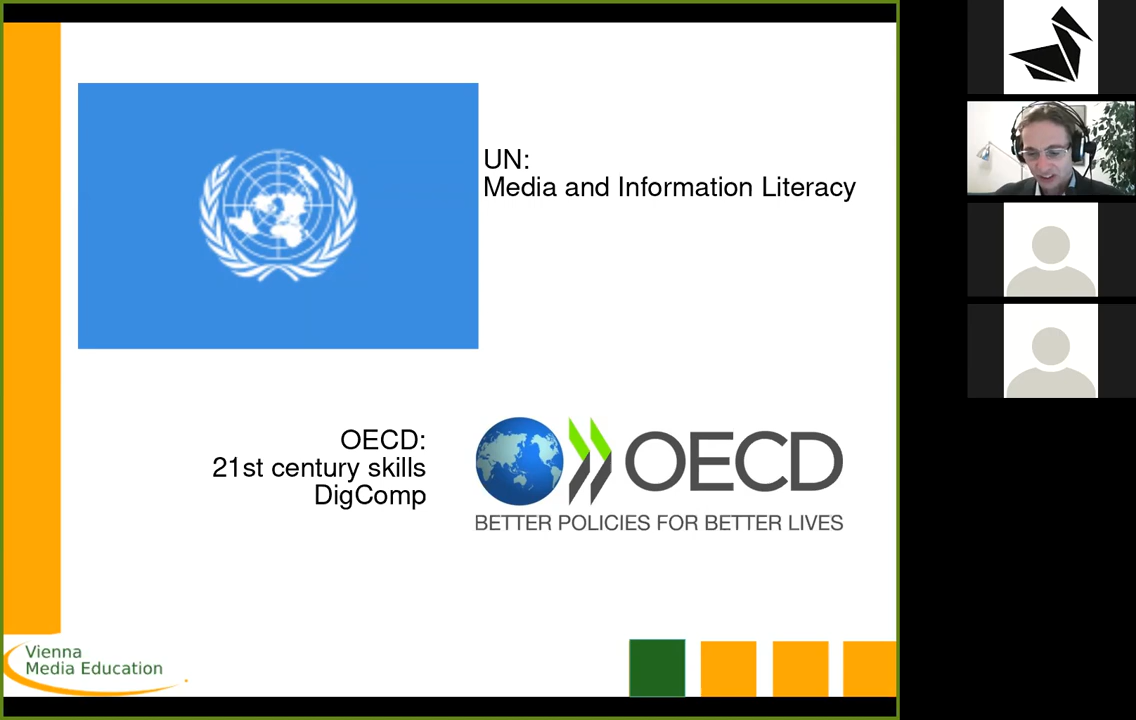 UN:
Media and Information Literacy
OECD:
21st century skills
DigComp
OECD
BETTER POLICIES FOR BETTER LIVES
Vienna
Media Education